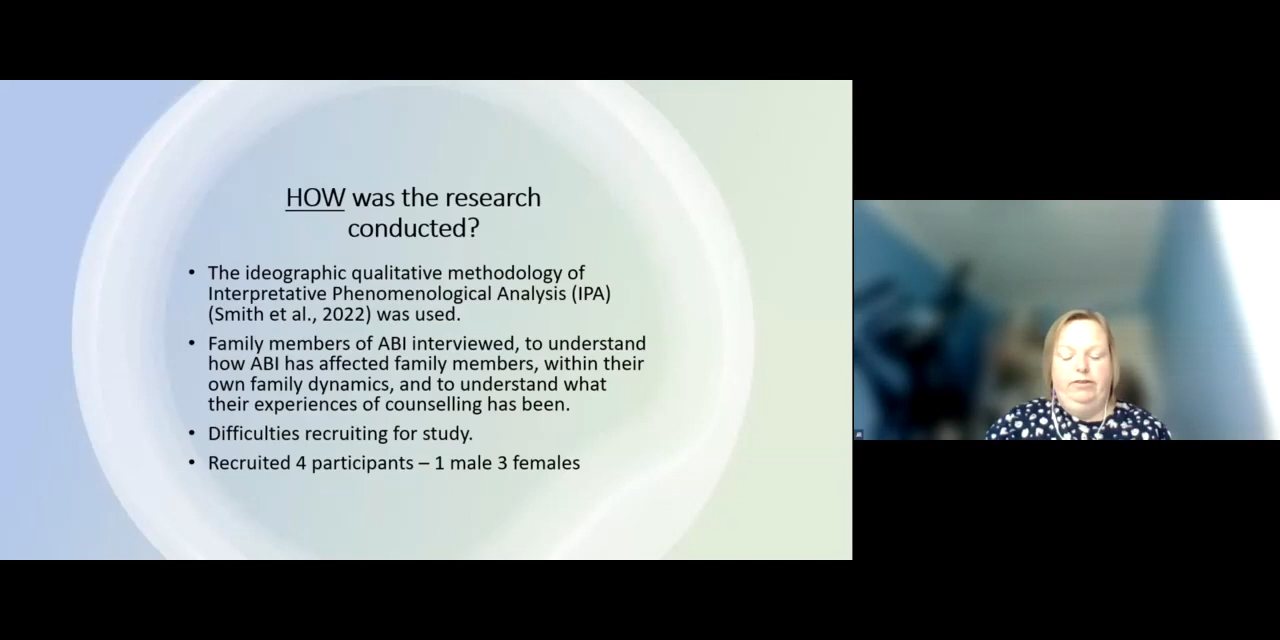 HOW was the research
conducted?
• The ideographic qualitative methodology of
Interpretative Phenomenological Analysis (IPA)
(Smith et al., 2022) was used.
• Family members of ABI interviewed, to understand
how ABI has affected family members, within their
own family dynamics, and to understand what
their experiences of counselling has been.
• Difficulties recruiting for study.
• Recruited 4 participants – 1 male 3 females